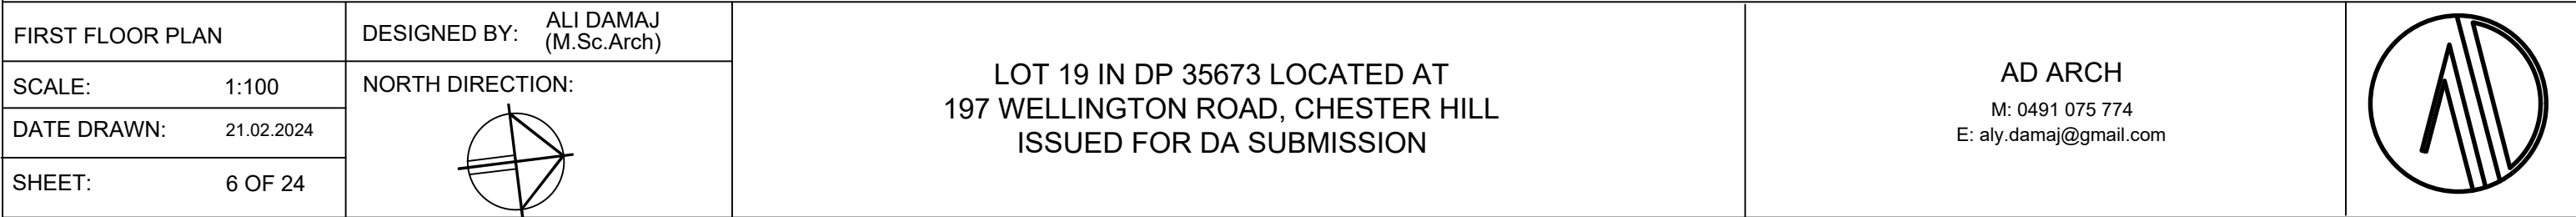 FIRST FLOOR PLAN
SCALE: 1:100
DATE DRAWN: 21.02.2024
SHEET: 6 OF 24
DESIGNED BY: ALI DAMAJ
(M.Sc.Arch)
NORTH DIRECTION:
LOT 19 IN DP 35673 LOCATED AT
197 WELLINGTON ROAD, CHESTER HILL
ISSUED FOR DA SUBMISSION
AD ARCH
M: 0491 075 774
E: aly.damaj@gmail.com